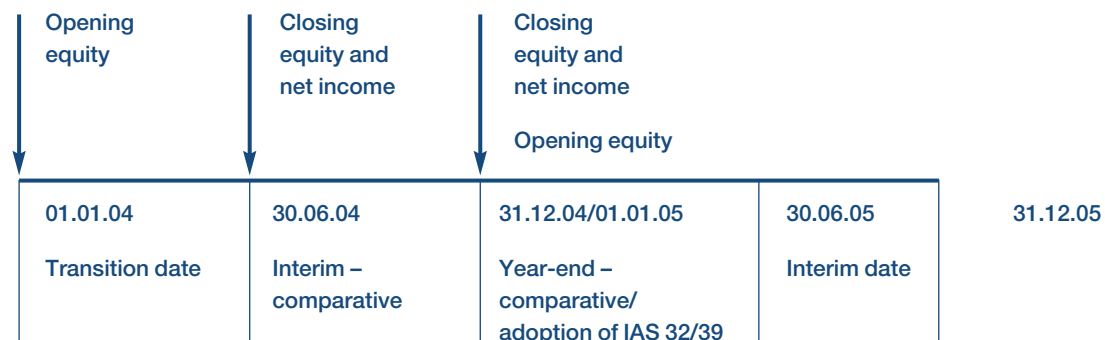 Opening
equity
Closing
equity and
net income
Closing
equity and
net income
Opening equity
01.01.04
Transition date
30.06.04
Interim –
comparative
31.12.04/01.01.05
Year-end –
comparative/
adoption of IAS 32/39
30.06.05
Interim date
31.12.05